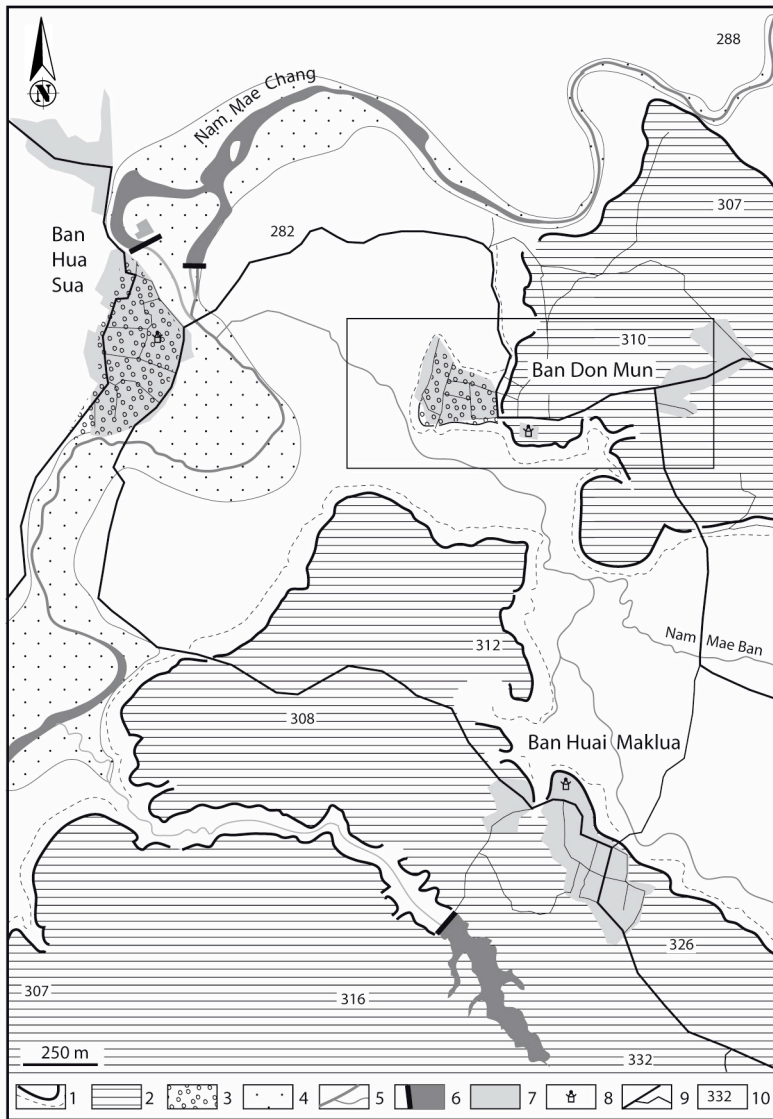 288
Nam Mae Chang
N
307
282
Ban
Hua
Sua
310
Ban Don Mun
312
Nam Mae Ban
308
Ban Huai Maklua
326
307
316
250 m
332
1 2 3 4 5 6 7 8 9 332 10